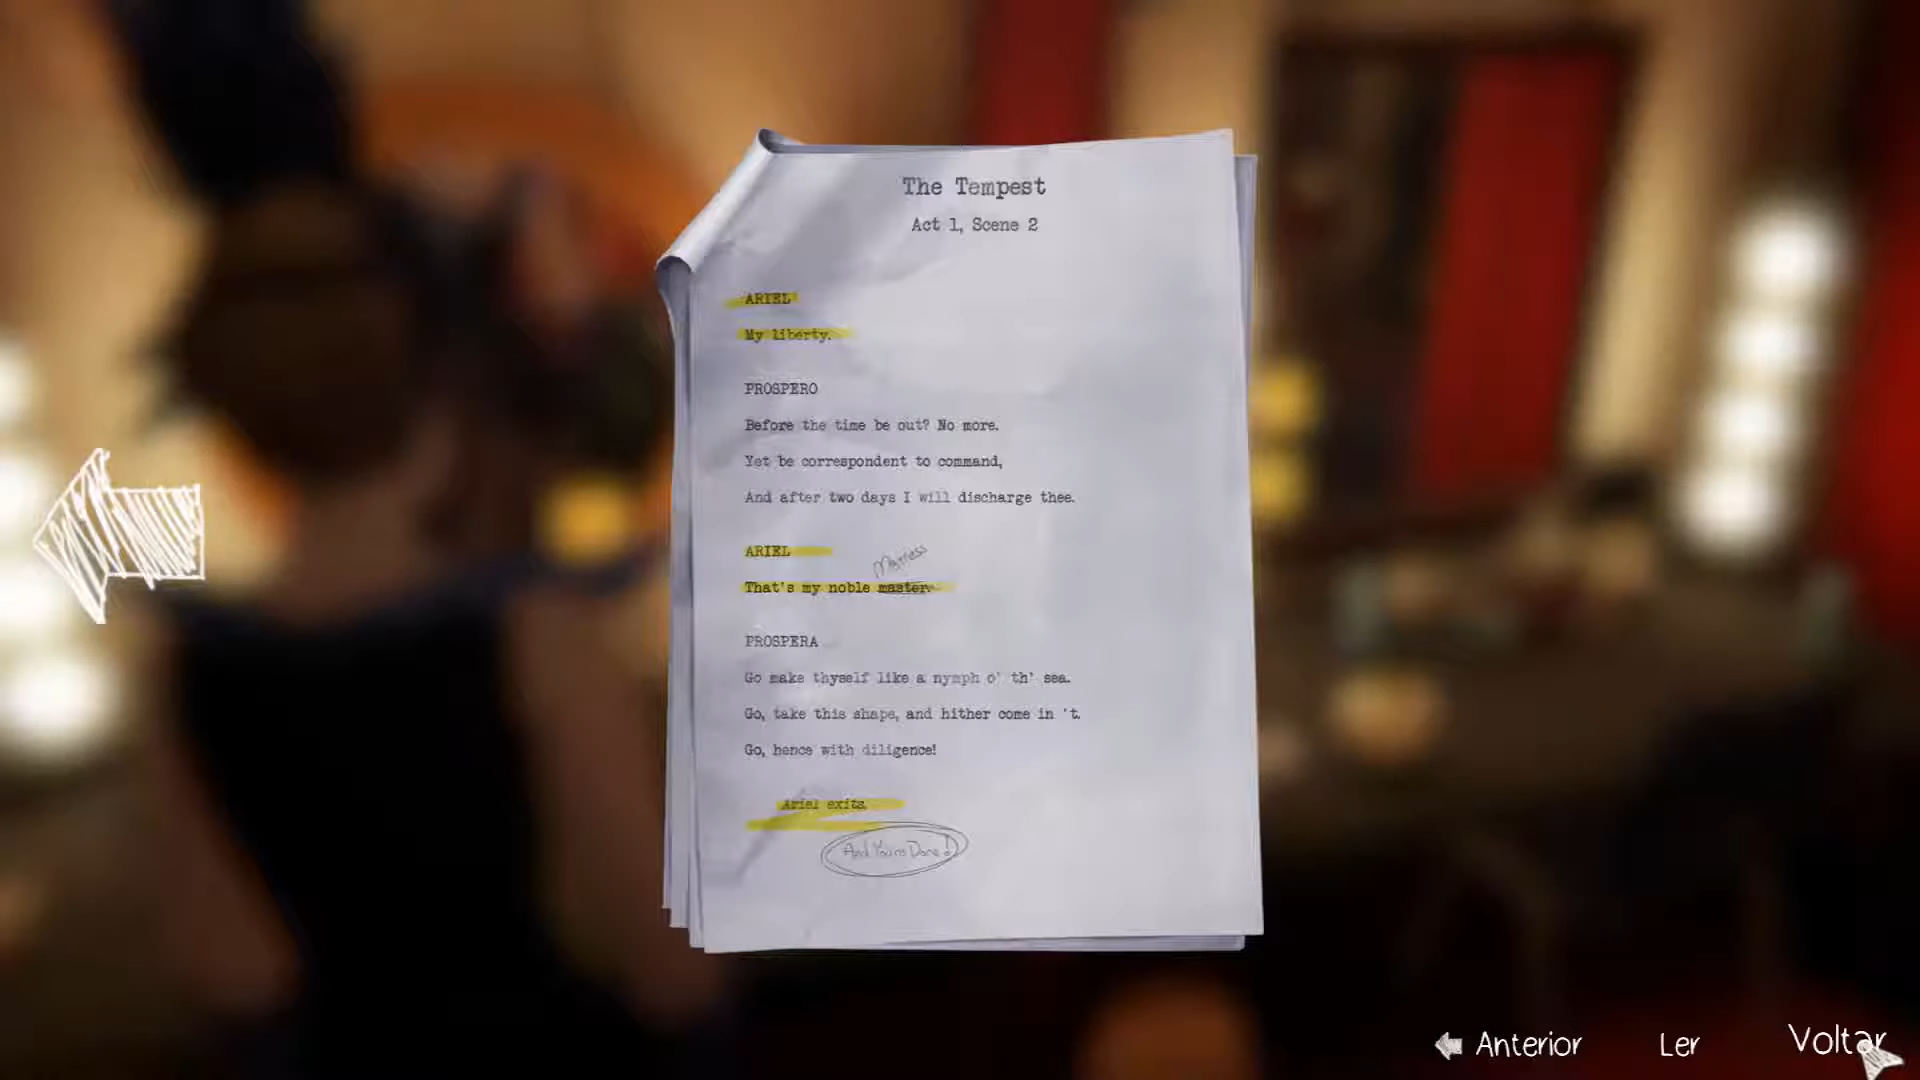 The Tempest
Act 1, Scene 2
ARIEL
My liberty.
PROSPERO
Before the time be out? No more.
Yet be correspondent to command,
And after two days I will discharge thee.
ARIEL
That's my noble master.
PROSPERA
Go make thyself like a nymph o' th' sea.
Go, take this shape, and hither come in 't.
Go, hence with diligence!
Ariel exits.
And You're Done!
Anterior
Ler
Voltar